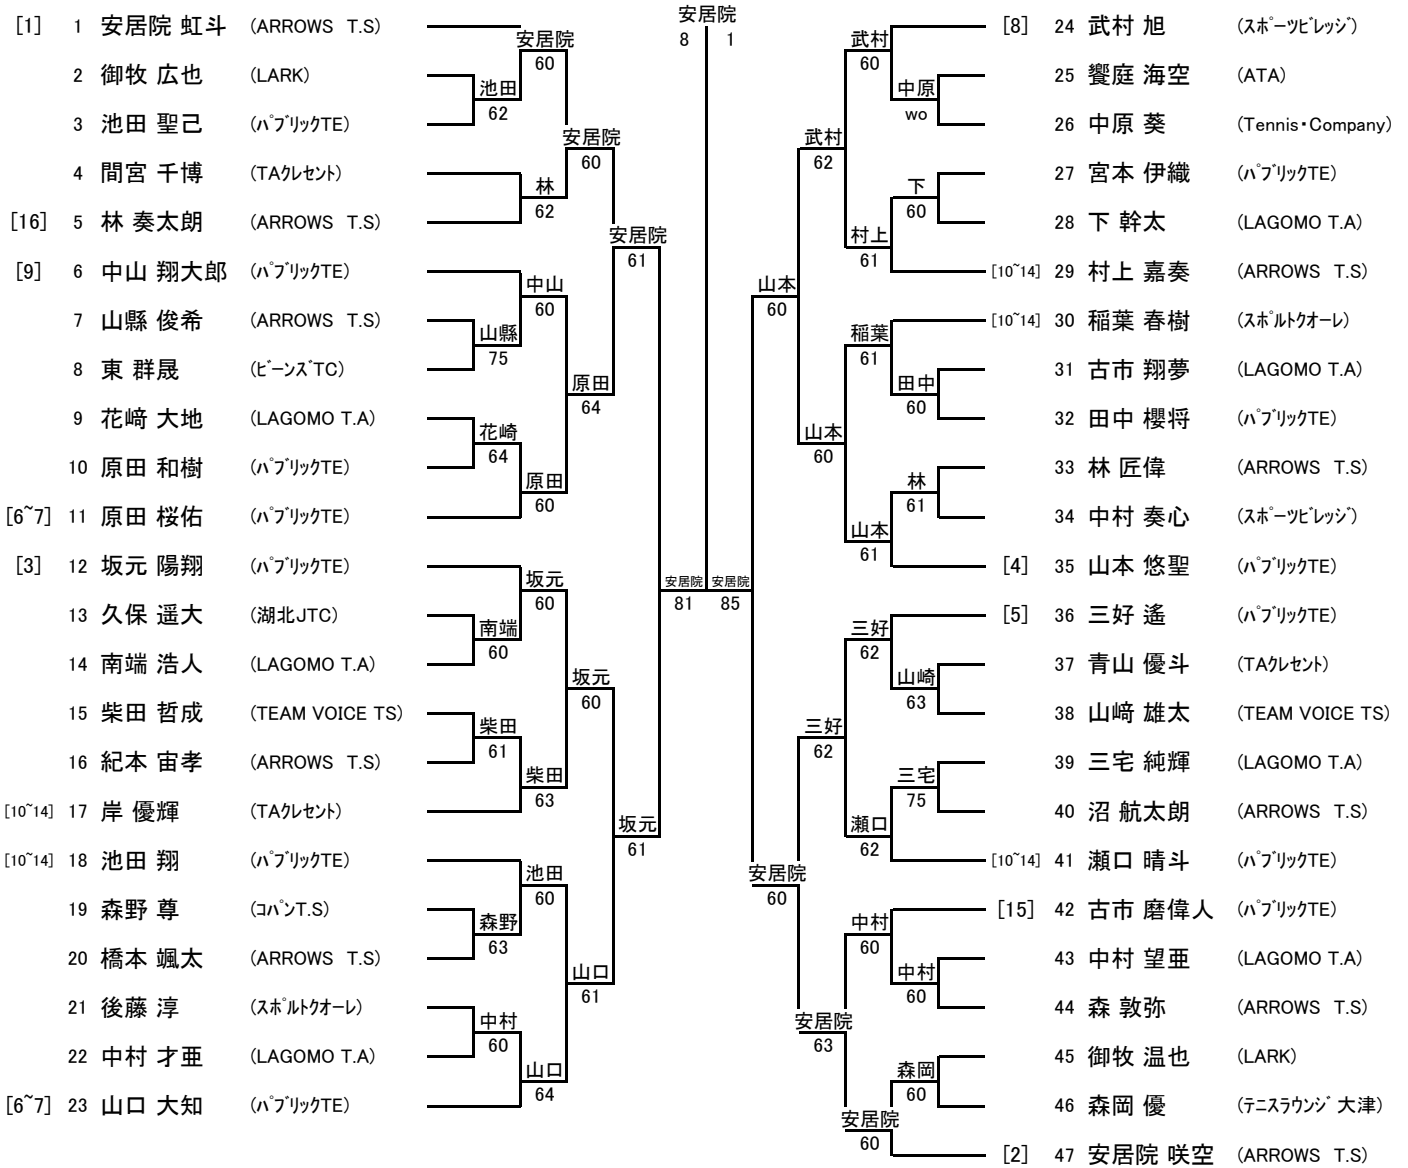 安居院
8 1
[1] 1 安居院 虹斗 (ARROWS T.S)
2 御牧 広也 (LARK)
3 池田 聖己 (ﾊﾟﾌﾞﾘｯｸTE)
4 間宮 千博 (TAｸﾚｾﾝﾄ)
[16] 5 林 奏太朗 (ARROWS T.S)
[9] 6 中山 翔大郎 (ﾊﾟﾌﾞﾘｯｸTE)
7 山縣 俊希 (ARROWS T.S)
8 東 群晟 (ﾋﾞｰﾝｽﾞTC)
9 花﨑 大地 (LAGOMO T.A)
10 原田 和樹 (ﾊﾟﾌﾞﾘｯｸTE)
[6~7] 11 原田 桜佑 (ﾊﾟﾌﾞﾘｯｸTE)
[3] 12 坂元 陽翔 (ﾊﾟﾌﾞﾘｯｸTE)
13 久保 遥大 (湖北JTC)
14 南端 浩人 (LAGOMO T.A)
15 柴田 哲成 (TEAM VOICE TS)
16 紀本 宙孝 (ARROWS T.S)
[10~14] 17 岸 優輝 (TAｸﾚｾﾝﾄ)
[10~14] 18 池田 翔 (ﾊﾟﾌﾞﾘｯｸTE)
19 森野 尊 (ｺﾊﾟﾝT.S)
20 橋本 颯太 (ARROWS T.S)
21 後藤 淳 (ｽﾎﾟﾙﾄｸｵｰﾚ)
22 中村 才亜 (LAGOMO T.A)
[6~7] 23 山口 大知 (ﾊﾟﾌﾞﾘｯｸTE)
池田
62
山縣
75
花崎
64
南端
60
柴田
61
森野
63
中村
60
安居院
60
林
62
中山
60
原田
60
坂元
60
柴田
63
池田
60
山口
64
安居院
60
原田
64
坂元
60
山口
61
安居院
61
坂元
61
安居院
81
安居院
85
山本
60
安居院
60
武村
62
山本
60
三好
62
安居院
63
武村
60
村上
61
稲葉
61
山本
61
三好
62
瀬口
62
中村
60
安居院
60
中原
wo
下
60
田中
60
林
61
山崎
63
三宅
75
中村
60
森岡
60
[8] 24 武村 旭 (ｽﾎﾟｰﾂﾋﾞﾚｯｼﾞ)
25 饗庭 海空 (ATA)
26 中原 葵 (Tennis・Company)
27 宮本 伊織 (ﾊﾟﾌﾞﾘｯｸTE)
28 下 幹太 (LAGOMO T.A)
[10~14] 29 村上 嘉奏 (ARROWS T.S)
[10~14] 30 稲葉 春樹 (ｽﾎﾟﾙﾄｸｵｰﾚ)
31 古市 翔夢 (LAGOMO T.A)
32 田中 櫻将 (ﾊﾟﾌﾞﾘｯｸTE)
33 林 匠偉 (ARROWS T.S)
34 中村 奏心 (ｽﾎﾟｰﾂﾋﾞﾚｯｼﾞ)
[4] 35 山本 悠聖 (ﾊﾟﾌﾞﾘｯｸTE)
[5] 36 三好 遙 (ﾊﾟﾌﾞﾘｯｸTE)
37 青山 優斗 (TAｸﾚｾﾝﾄ)
38 山﨑 雄太 (TEAM VOICE TS)
39 三宅 純輝 (LAGOMO T.A)
40 沼 航太朗 (ARROWS T.S)
[10~14] 41 瀬口 晴斗 (ﾊﾟﾌﾞﾘｯｸTE)
[15] 42 古市 磨偉人 (ﾊﾟﾌﾞﾘｯｸTE)
43 中村 望亜 (LAGOMO T.A)
44 森 敦弥 (ARROWS T.S)
45 御牧 温也 (LARK)
46 森岡 優 (ﾃﾆｽﾗｳﾝｼﾞ 大津)
[2] 47 安居院 咲空 (ARROWS T.S)